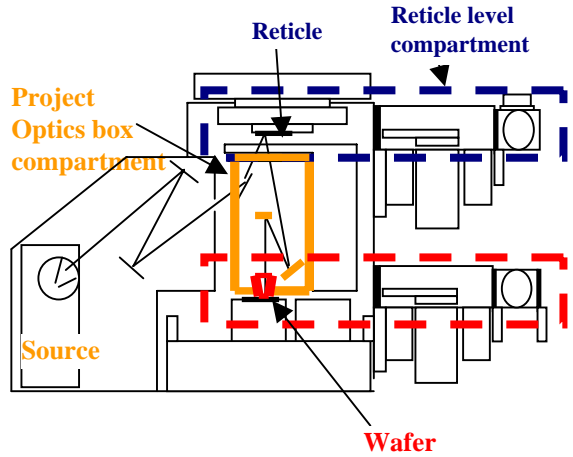 Reticle
Reticle level
compartment
Project
Optics box
compartment
Source
Wafer